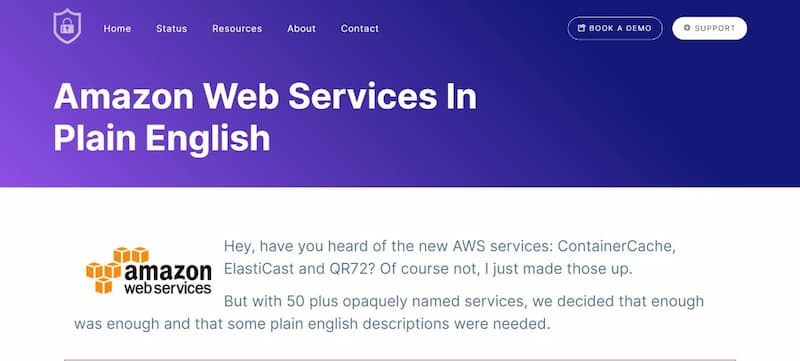 Home Status Resources About Contact BOOK A DEMO SUPPORT
Amazon Web Services In
Plain English
Hey, have you heard of the new AWS services: ContainerCache,
ElastiCast and QR72? Of course not, I just made those up.
amazon
webservices
But with 50 plus opaquely named services, we decided that enough
was enough and that some plain english descriptions were needed.